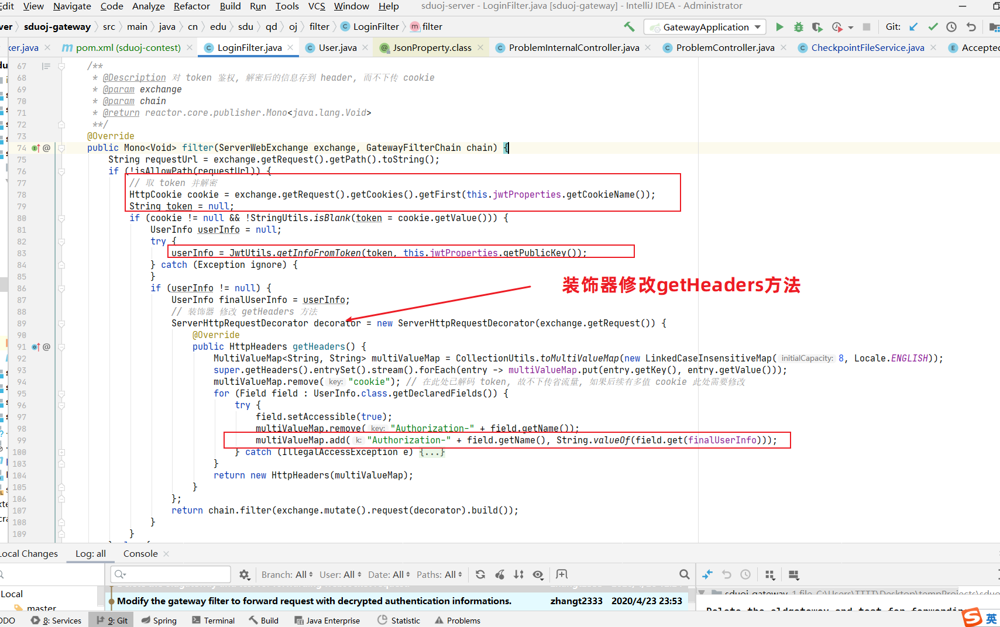 Edit View Navigate Code Analyze Refactor Build Run Tools VCS Window Help sduoj-server - LoginFilter.java [sduoj-gateway] - IntelliJ IDEA - Administrator
ver sduoj-gateway src main java cn edu sdu qd oj filter LoginFilter filter GatewayApplication Git:
ker.java pom.xml (sduoj-contest) LoginFilter.java User.java JsonProperty.class ProblemInternalController.java ProblemController.java CheckpointFileService.java Accepted
67 /**
68 * @Description 对 token 鉴权, 解密后的信息存到 header, 而不下传 cookie
69 * @param exchange
70 * @param chain
71 * @return reactor.core.publisher.Mono<java.lang.Void>
72 **/
73 @Override
74 public Mono<Void> filter(ServerWebExchange exchange, GatewayFilterChain chain) {
75 String requestUrl = exchange.getRequest().getPath().toString();
76 if (!isAllowPath(requestUrl)) {
77 // 取 token 并解密
78 HttpCookie cookie = exchange.getRequest().getCookies().getFirst(this.jwtProperties.getCookieName());
79 String token = null;
80 if (cookie != null && !StringUtils.isBlank(token = cookie.getValue())) {
81 UserInfo userInfo = null;
82 try {
83 userInfo = JwtUtils.getInfoFromToken(token, this.jwtProperties.getPublicKey());
84 } catch (Exception ignore) {
85 }
装饰器修改getHeaders方法
86 if (userInfo != null) {
87 UserInfo finalUserInfo = userInfo;
88 // 装饰器 修改 getHeaders 方法
89 ServerHttpRequestDecorator decorator = new ServerHttpRequestDecorator(exchange.getRequest()) {
90 @Override
91 public HttpHeaders getHeaders() {
92 MultiValueMap<String, String> multiValueMap = CollectionUtils.toMultiValueMap(new LinkedCaseInsensitiveMap( initialCapacity: 8, Locale.ENGLISH));
93 super.getHeaders().entrySet().stream().forEach(entry -> multiValueMap.put(entry.getKey(), entry.getValue()));
94 multiValueMap.remove( key: "cookie"); // 在此处已解码 token, 故不下传省流量, 如果后续有多值 cookie 此处需要修改
95 for (Field field : UserInfo.class.getDeclaredFields()) {
96 try {
97 field.setAccessible(true);
98 multiValueMap.remove( key: "Authorization-" + field.getName());
99 multiValueMap.add( k: "Authorization-" + field.getName(), String.valueOf(field.get(finalUserInfo)));
100 } catch (IllegalAccessException e) {...}
103 }
104 return new HttpHeaders(multiValueMap);
105 }
106 };
107 return chain.filter(exchange.mutate().request(decorator).build());
108 }
109 }
Local Changes Log: all Console
Branch: All User: All Date: All Paths: All
Local
master
Modify the gateway filter to forward request with decrypted authentication informations. zhangt2333 2020/4/23 23:53
ODO 8: Services 9: Git Spring Terminal Build Java Enterprise Statistic Problems
英